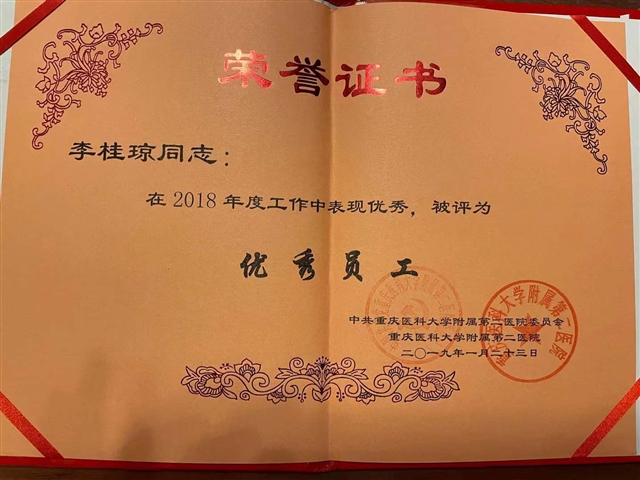 荣誉证书
李桂琼同志：
在2018年度工作中表现优秀，被评为
优秀员工
中共重庆医科大学附属第二医院委员会
重庆医科大学附属第二医院
二〇一九年一月二十三日